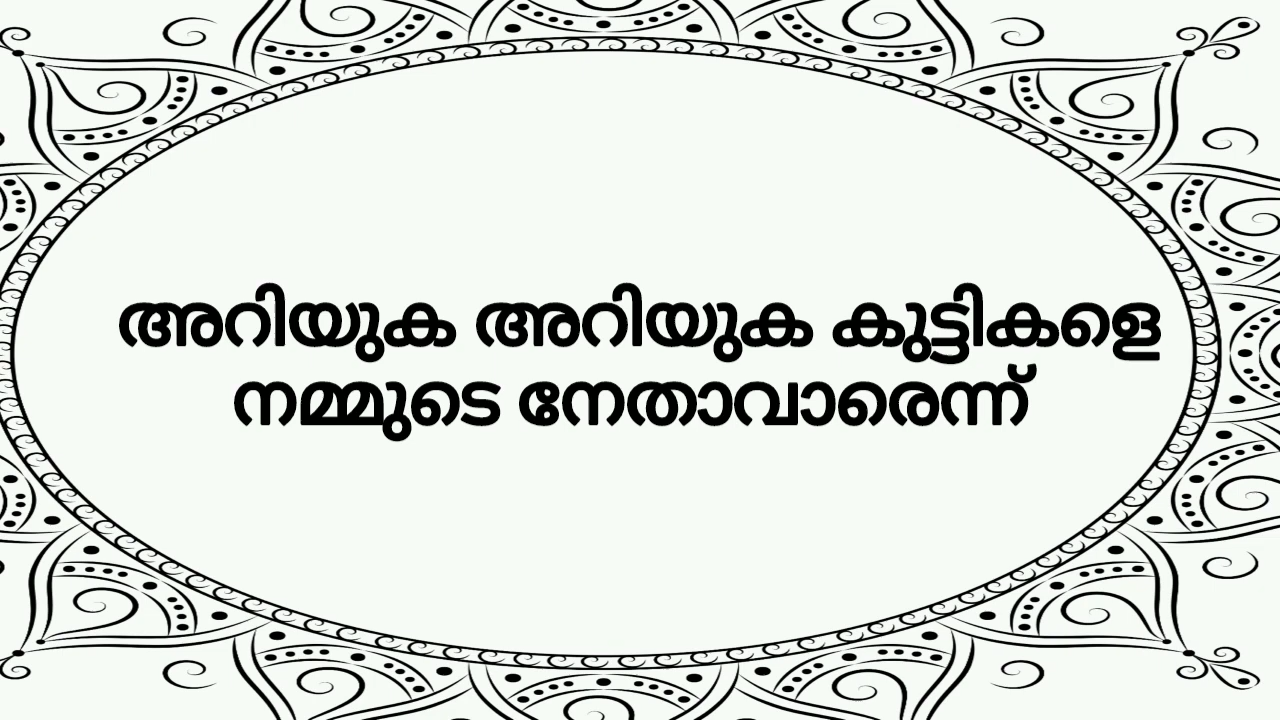 അറിയുക അറിയുക കുട്ടികളെ
നമ്മുടെ നേതാവാരെന്ന്